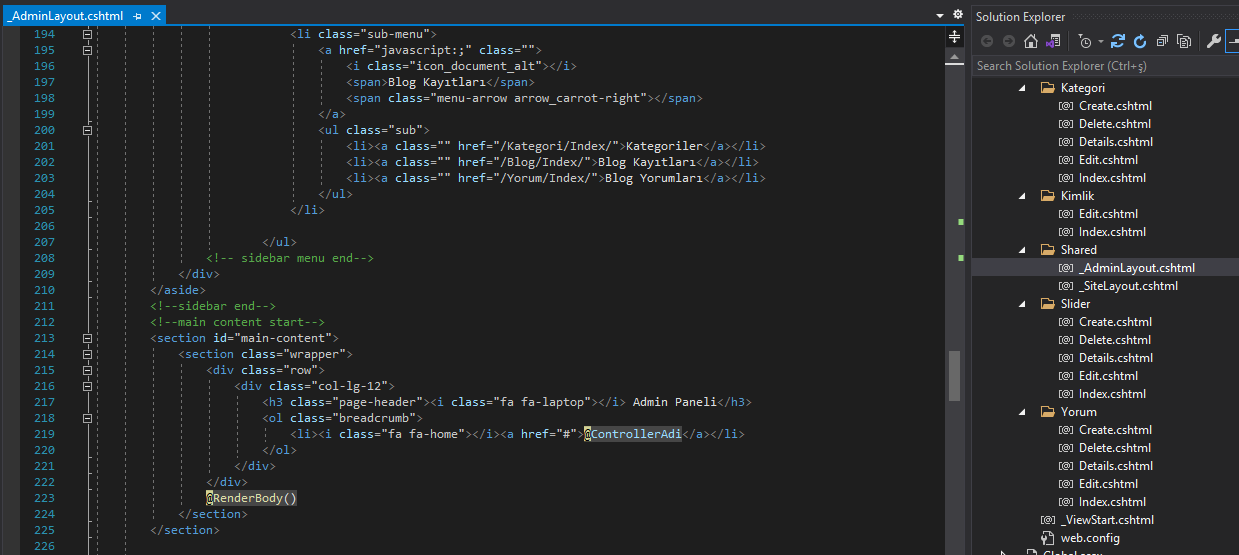 _AdminLayout.cshtml
194 <li class="sub-menu">
195 <a href="javascript:;" class="">
196 <i class="icon_document_alt"></i>
197 <span>Blog Kayıtları</span>
198 <span class="menu-arrow arrow_carrot-right"></span>
199 </a>
200 <ul class="sub">
201 <li><a class="" href="/Kategori/Index/">Kategoriler</a></li>
202 <li><a class="" href="/Blog/Index/">Blog Kayıtları</a></li>
203 <li><a class="" href="/Yorum/Index/">Blog Yorumları</a></li>
204 </ul>
205 </li>
206
207 </ul>
208 <!-- sidebar menu end-->
209 </div>
210 </aside>
211 <!--sidebar end-->
212 <!--main content start-->
213 <section id="main-content">
214 <section class="wrapper">
215 <div class="row">
216 <div class="col-lg-12">
217 <h3 class="page-header"><i class="fa fa-laptop"></i> Admin Paneli</h3>
218 <ol class="breadcrumb">
219 <li><i class="fa fa-home"></i><a href="#">@ControllerAdi</a></li>
220 </ol>
221 </div>
222 </div>
223 @RenderBody()
224 </section>
225 </section>
226
Solution Explorer
Search Solution Explorer (Ctrl+ş)
Kategori
Create.cshtml
Delete.cshtml
Details.cshtml
Edit.cshtml
Index.cshtml
Kimlik
Edit.cshtml
Index.cshtml
Shared
_AdminLayout.cshtml
_SiteLayout.cshtml
Slider
Create.cshtml
Delete.cshtml
Details.cshtml
Edit.cshtml
Index.cshtml
Yorum
Create.cshtml
Delete.cshtml
Details.cshtml
Edit.cshtml
Index.cshtml
_ViewStart.cshtml
web.config